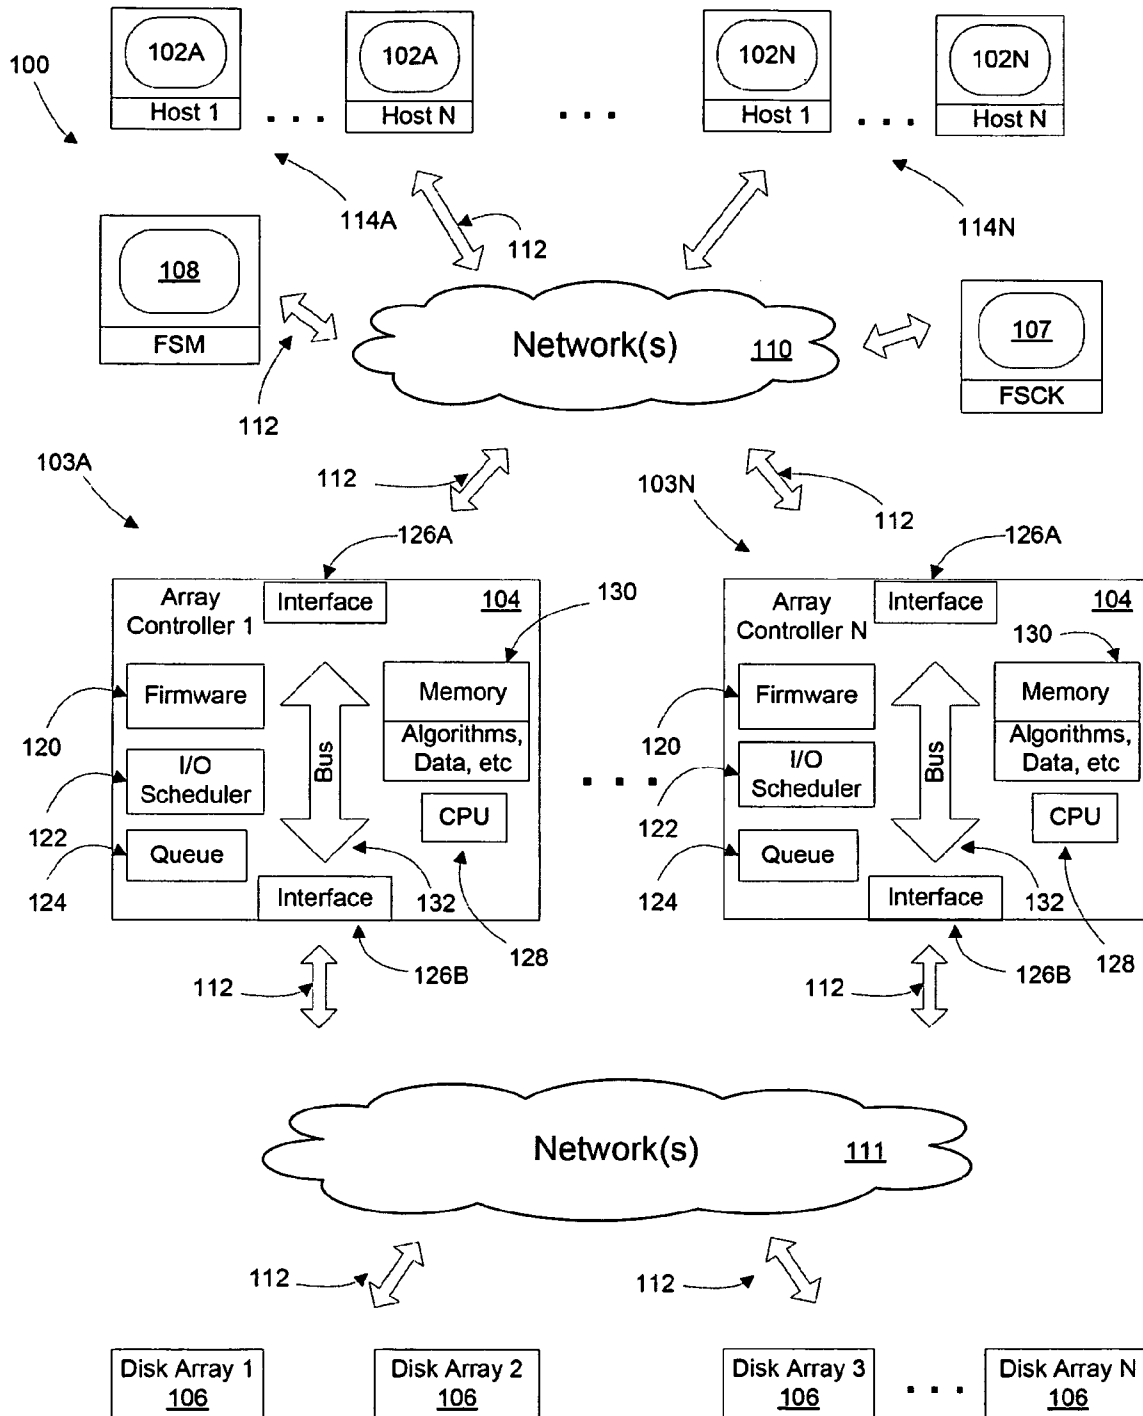 100
102A
Host 1
. . .
102A
Host N
. . .
102N
Host 1
. . .
102N
Host N
114A
112
114N
108
FSM
112
Network(s)
110
107
FSCK
103A
112
103N
112
126A
Array
Controller 1
Interface
104
130
Firmware
120
Memory
Algorithms,
Data, etc
Bus
I/O
Scheduler
122
CPU
Queue
124
Interface
132
128
126B
112
. . .
126A
Array
Controller N
Interface
104
130
Firmware
120
Memory
Algorithms,
Data, etc
Bus
I/O
Scheduler
122
CPU
Queue
124
Interface
132
128
126B
112
Network(s)
111
112
112
Disk Array 1
106
Disk Array 2
106
Disk Array 3
106
. . .
Disk Array N
106